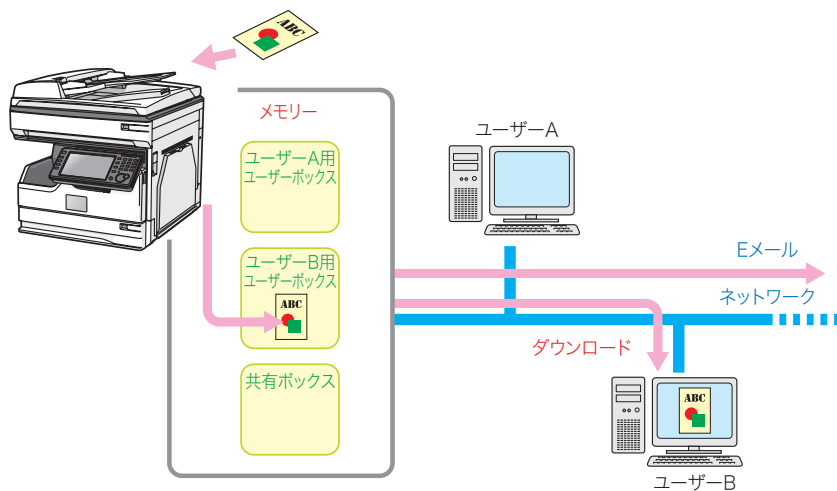 ABC
メモリー
ユーザーA用
ユーザーボックス
ユーザーB用
ユーザーボックス
ABC
共有ボックス
ユーザーA
Eメール
ネットワーク
ダウンロード
ABC
ユーザーB